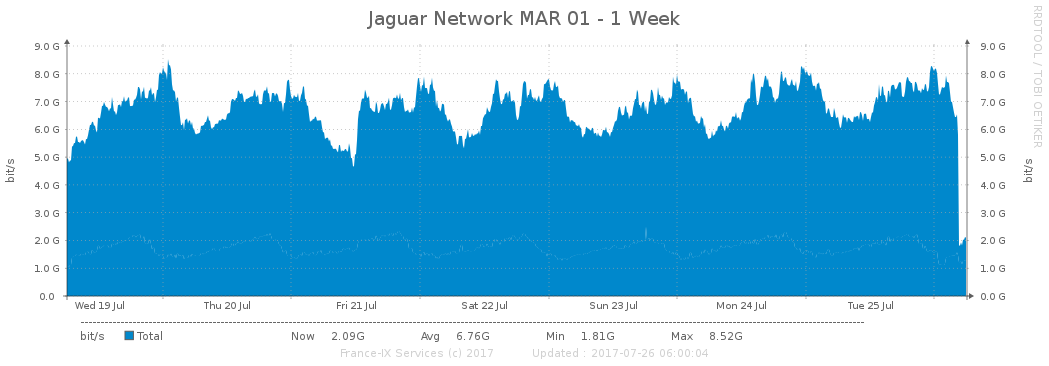 Jaguar Network MAR 01 - 1 Week
RRDTOOL / TOBI OETIKER
9.0 G 9.0 G
8.0 G 8.0 G
7.0 G 7.0 G
6.0 G 6.0 G
5.0 G 5.0 G
4.0 G 4.0 G
3.0 G 3.0 G
2.0 G 2.0 G
1.0 G 1.0 G
0.0 0.0 G
bit/s bit/s
Wed 19 Jul Thu 20 Jul Fri 21 Jul Sat 22 Jul Sun 23 Jul Mon 24 Jul Tue 25 Jul
bit/s Total Now 2.09G Avg 6.76G Min 1.81G Max 8.52G
France-IX Services (c) 2017 Updated : 2017-07-26 06:00:04